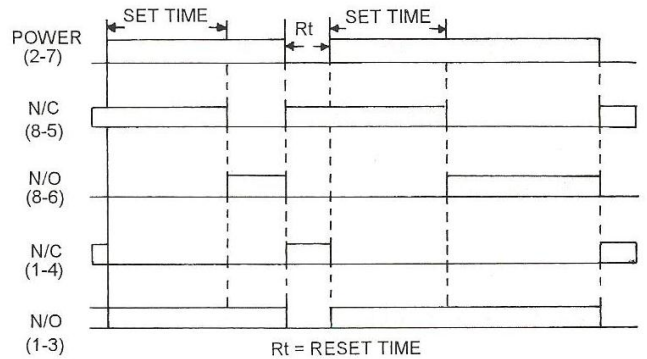 SET TIME
Rt
SET TIME
POWER
(2-7)
N/C
(8-5)
N/O
(8-6)
N/C
(1-4)
N/O
(1-3)
Rt = RESET TIME